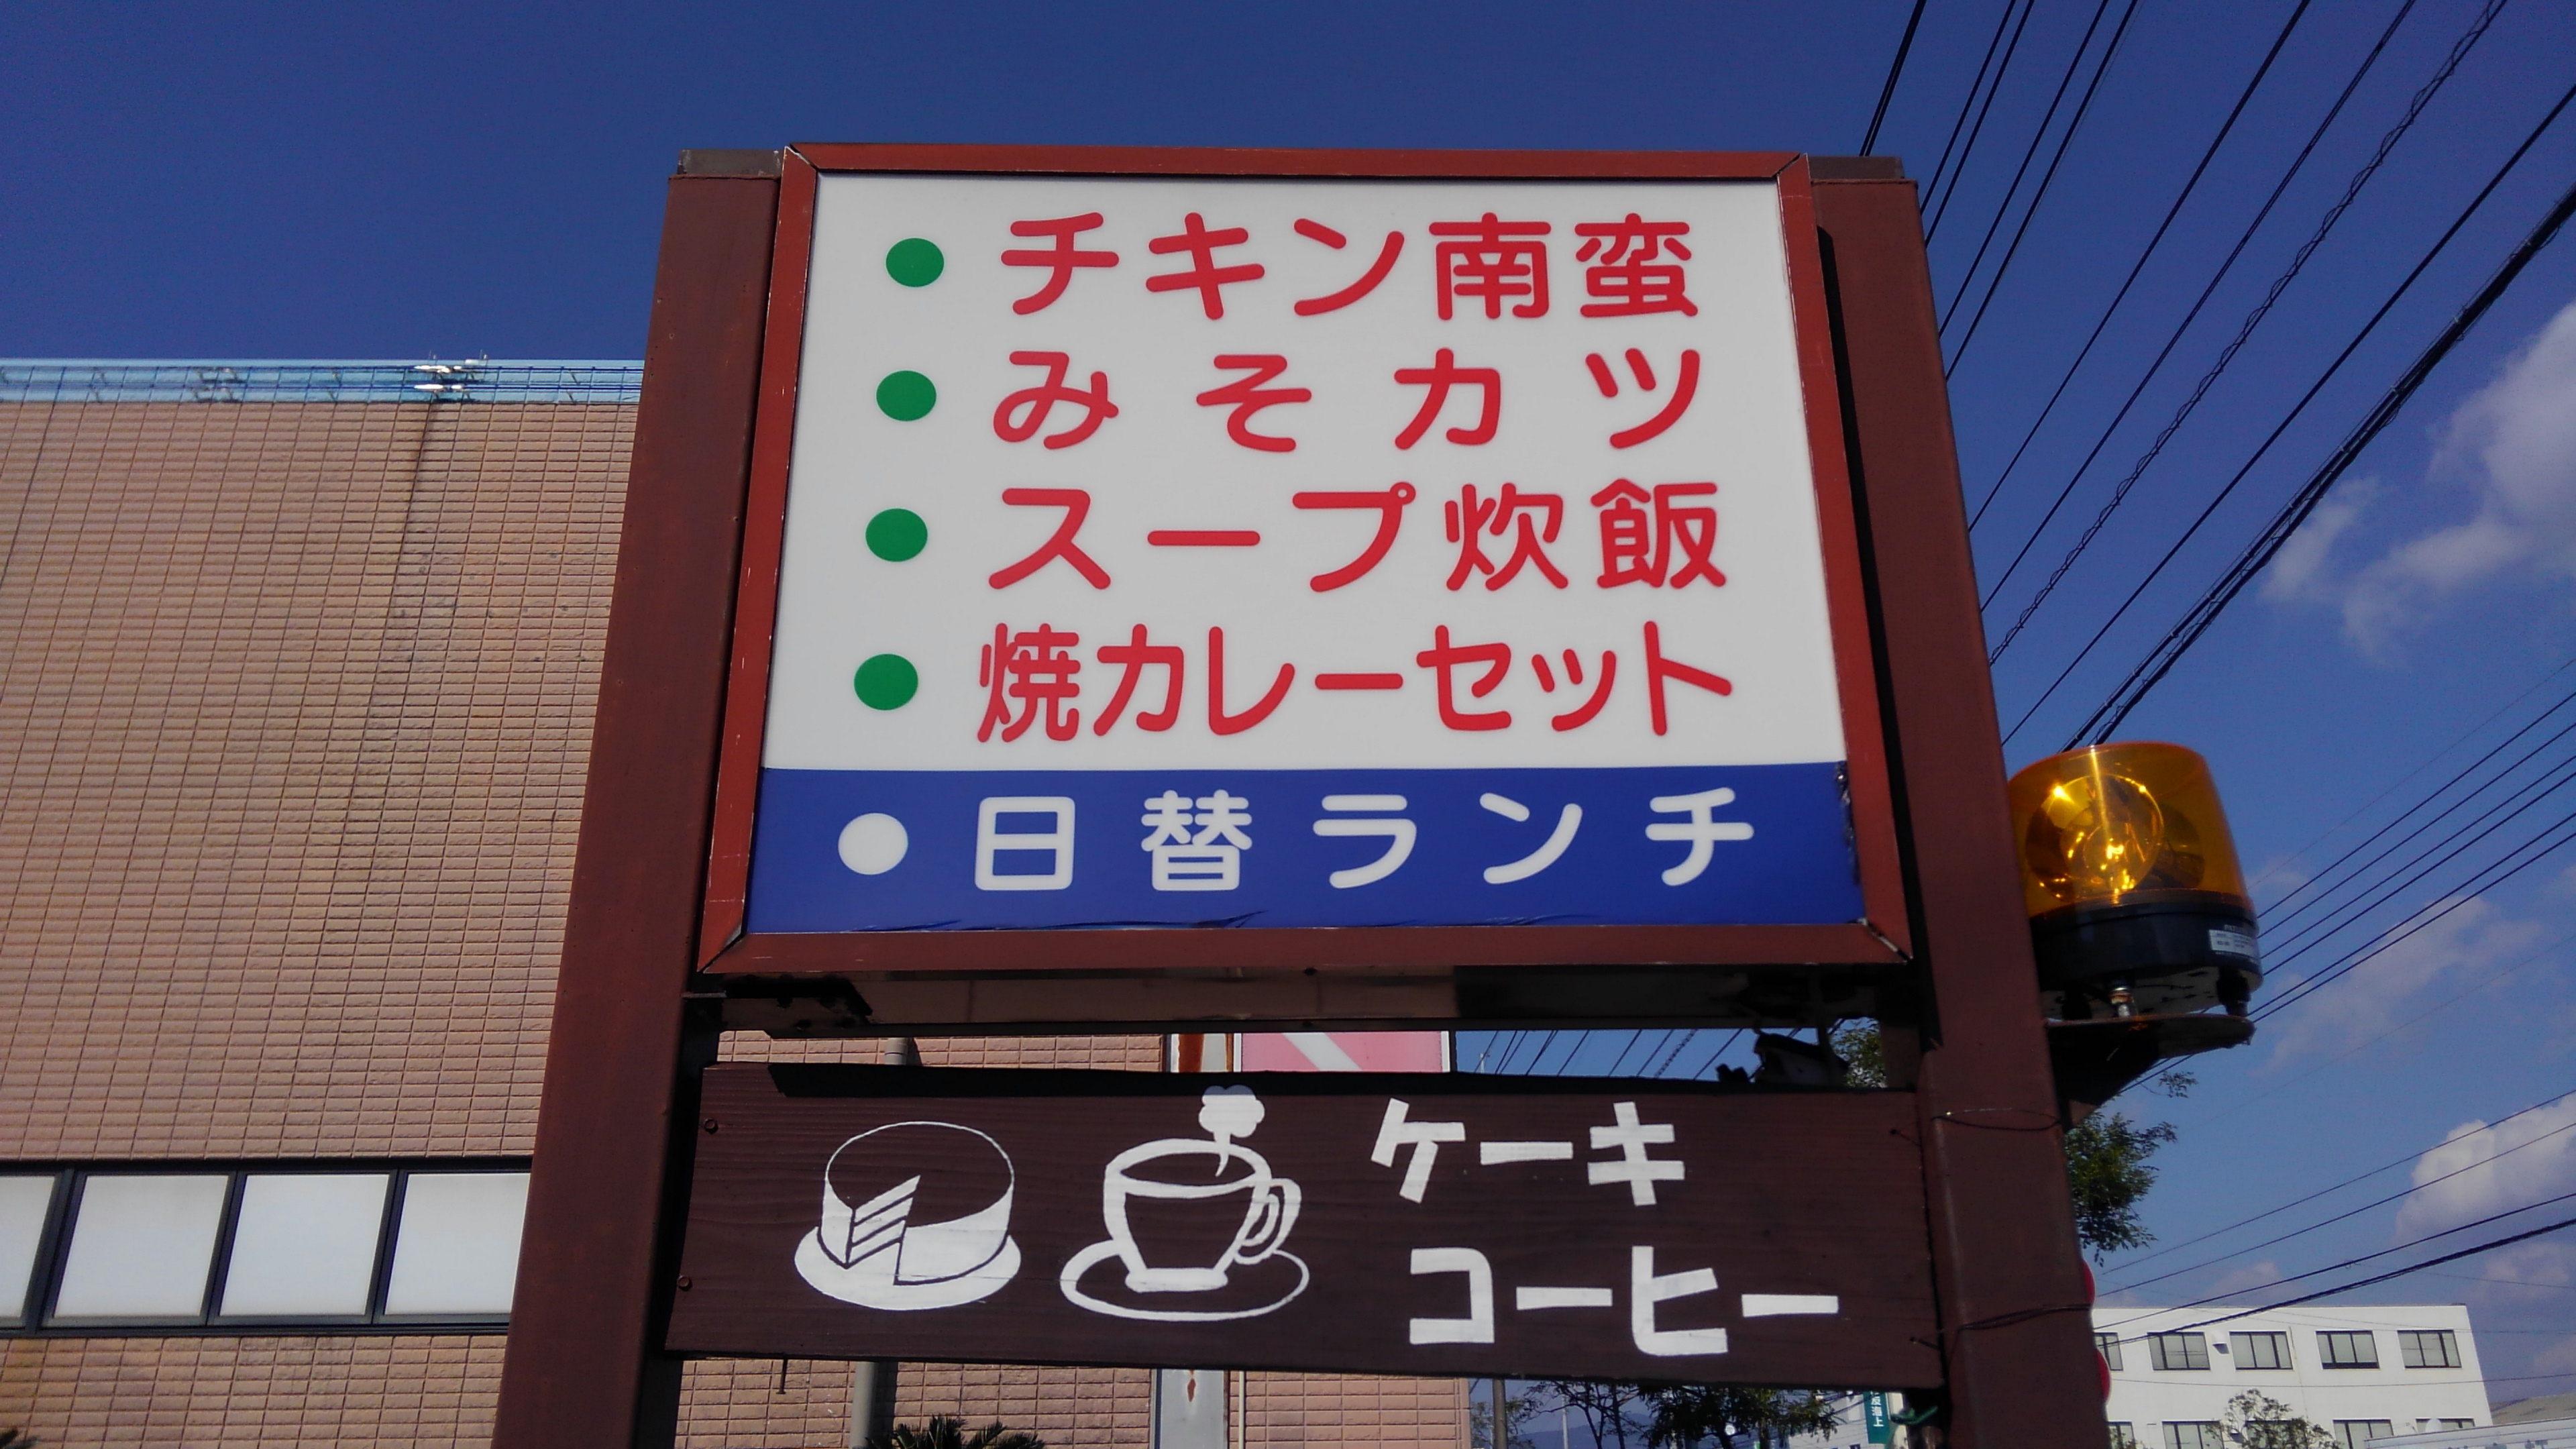 ●チキン南蛮
●みそカツ
●スープ炊飯
●焼カレーセット
●日替ランチ
ケーキ
コーヒー